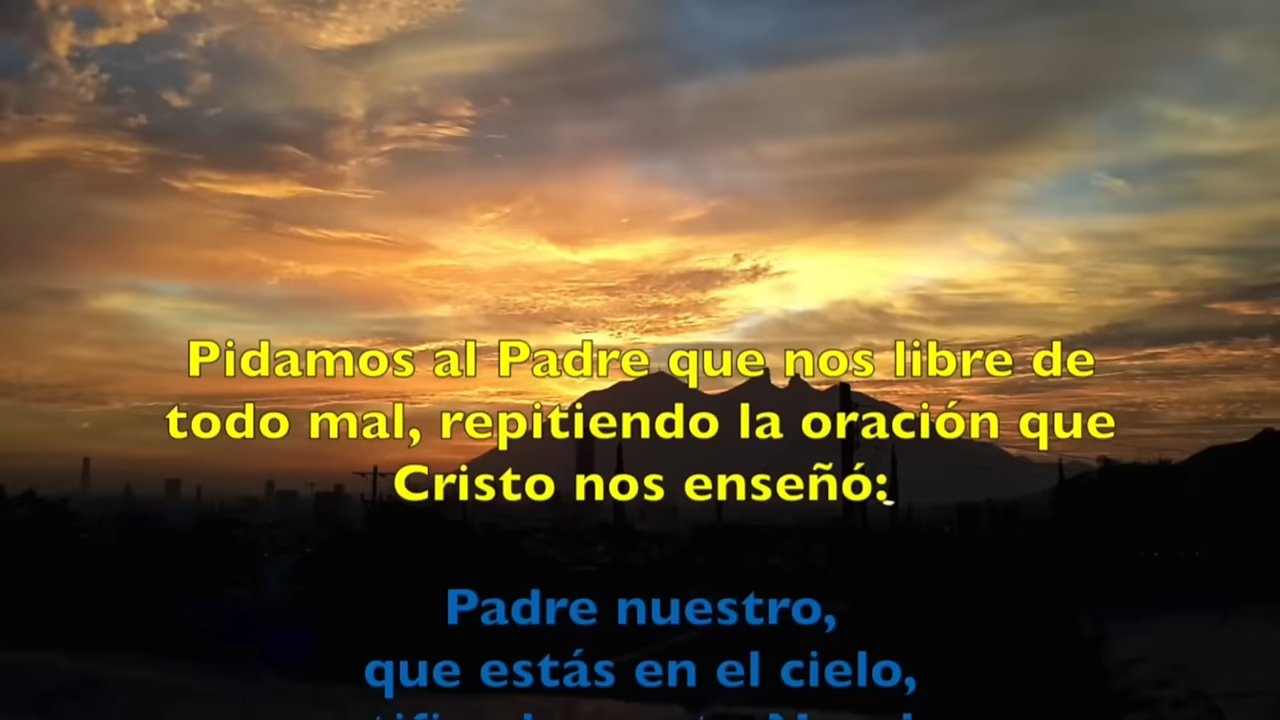 Pidamos al Padre que nos libre de
todo mal, repitiendo la oración que
Cristo nos enseñó:
Padre nuestro,
que estás en el cielo,